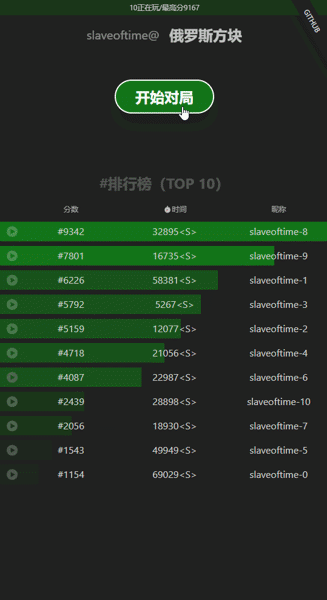 10正在玩/最高分9167
GITHUB
slaveoftime@ 俄罗斯方块
开始对局
#排行榜（TOP 10）
分数 时间 昵称
#9342 32895<S> slaveoftime-8
#7801 16735<S> slaveoftime-9
#6226 58381<S> slaveoftime-1
#5792 5267<S> slaveoftime-3
#5159 12077<S> slaveoftime-2
#4718 21056<S> slaveoftime-4
#4087 22987<S> slaveoftime-6
#2439 28898<S> slaveoftime-10
#2056 18930<S> slaveoftime-7
#1543 49949<S> slaveoftime-5
#1154 69029<S> slaveoftime-0